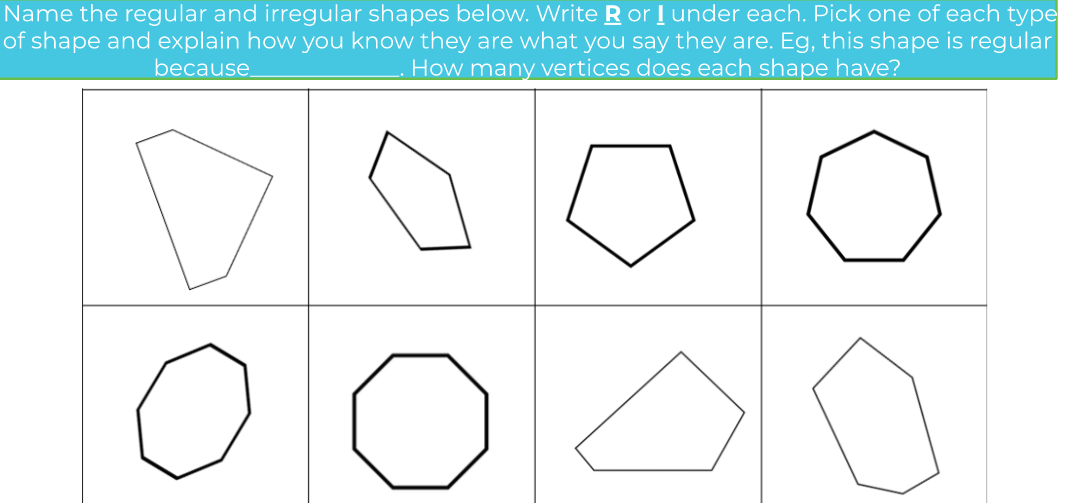 Name the regular and irregular shapes below. Write R or I under each. Pick one of each type
of shape and explain how you know they are what you say they are. Eg, this shape is regular
because____________. How many vertices does each shape have?